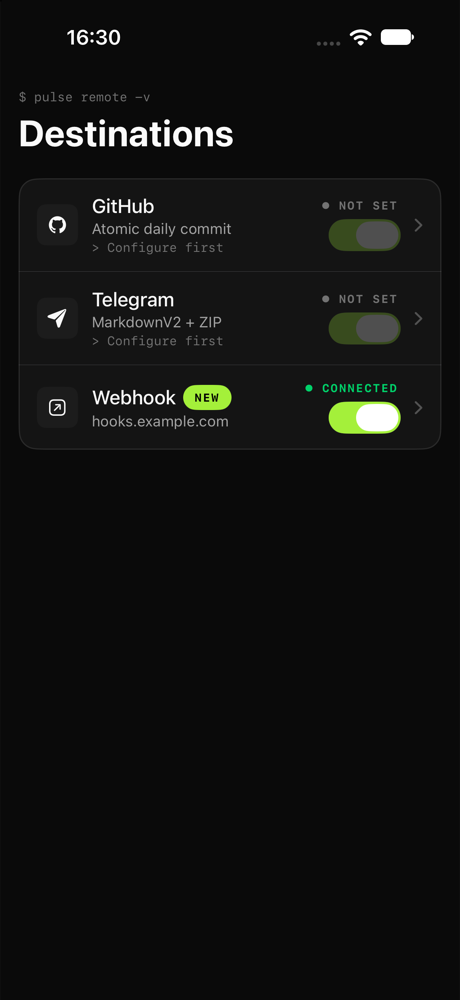 16:30
$ pulse remote —v
Destinations
GitHub
NOT SET
Atomic daily commit
> Configure first
Telegram
NOT SET
MarkdownV2 + ZIP
> Configure first
Webhook NEW
CONNECTED
hooks.example.com